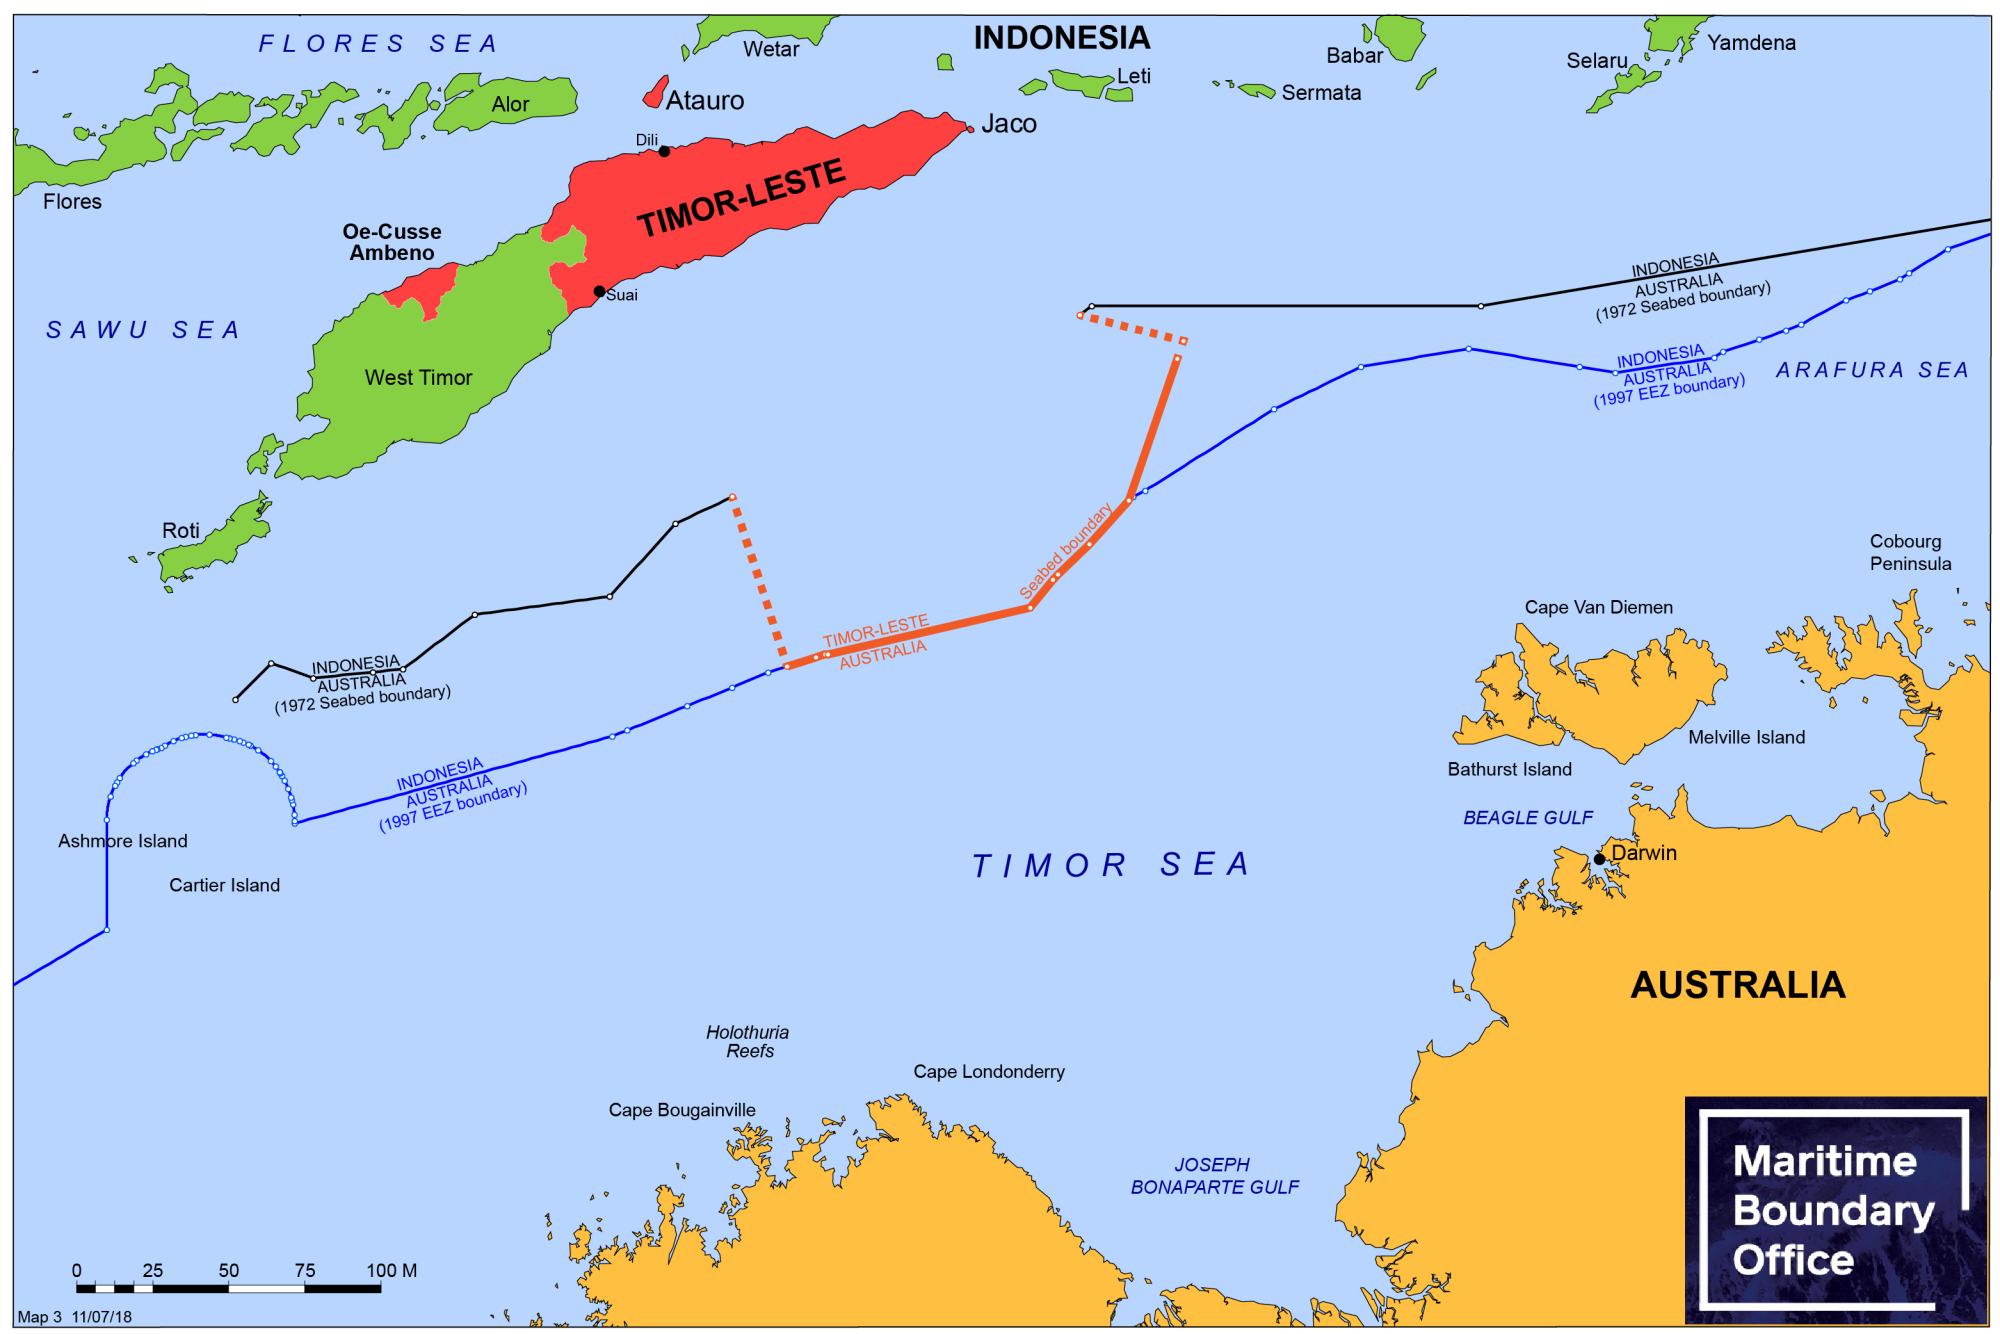 FLORES SEA
INDONESIA
Wetar
Babar
Yamdena
Selaru
Leti
Sermata
Alor
Atauro
Jaco
Dili
TIMOR-LESTE
Flores
Oe-Cusse
Ambeno
Suai
SAWU SEA
West Timor
INDONESIA
AUSTRALIA
(1972 Seabed boundary)
INDONESIA
AUSTRALIA
(1997 EEZ boundary)
ARAFURA SEA
Roti
Seabed boundary
TIMOR-LESTE
AUSTRALIA
INDONESIA
AUSTRALIA
(1972 Seabed boundary)
INDONESIA
AUSTRALIA
(1997 EEZ boundary)
Cobourg
Peninsula
Cape Van Diemen
Melville Island
Bathurst Island
BEAGLE GULF
Darwin
Ashmore Island
Cartier Island
TIMOR SEA
AUSTRALIA
Holothuria
Reefs
Cape Londonderry
Cape Bougainville
JOSEPH
BONAPARTE GULF
Maritime
Boundary
Office
0 25 50 75 100 M
Map 3 11/07/18